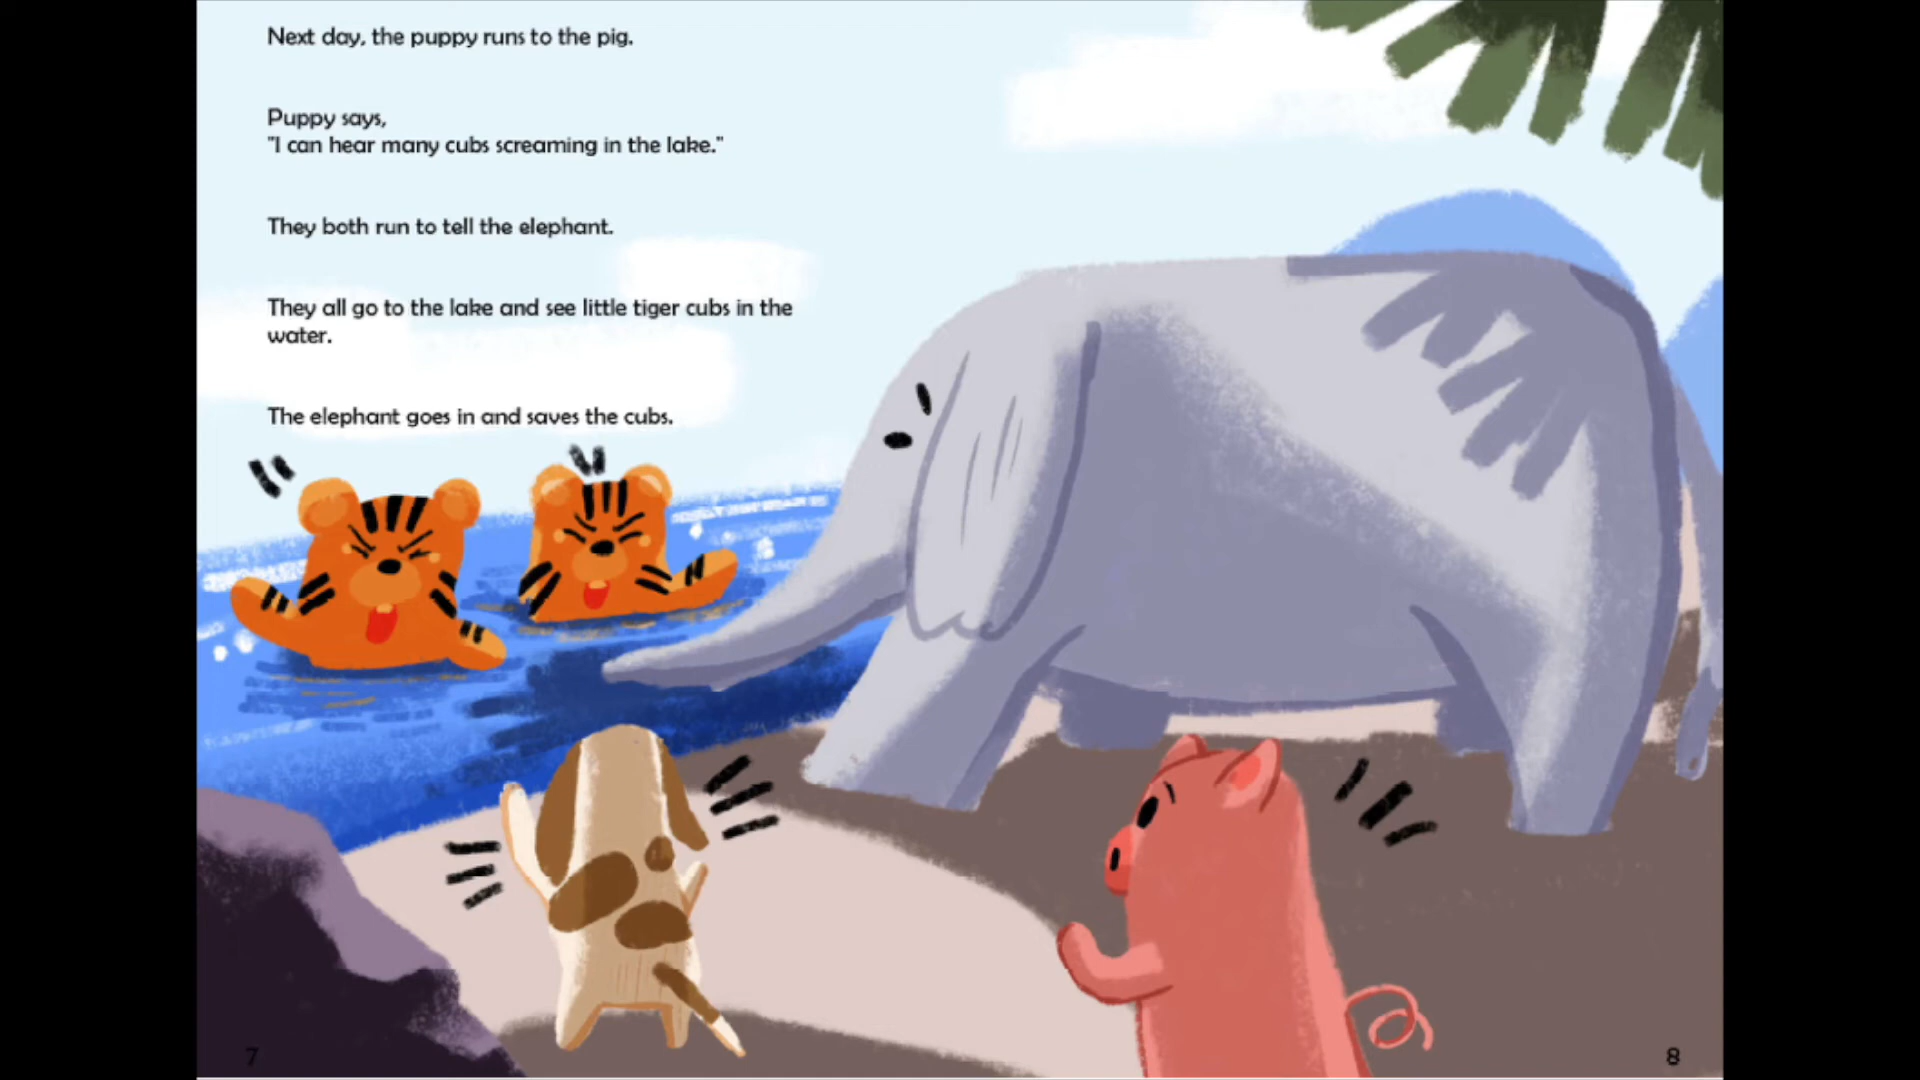 Next day, the puppy runs to the pig.
Puppy says,
"I can hear many cubs screaming in the lake."
They both run to tell the elephant.
They all go to the lake and see little tiger cubs in the
water.
The elephant goes in and saves the cubs.
7
8